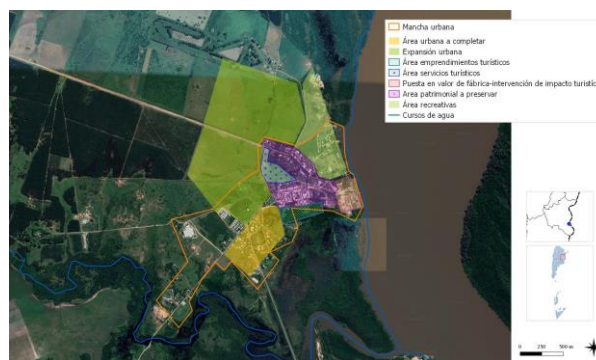 Mancha urbana
Área urbana a completar
Expansión urbana
Área emprendimientos turísticos
Área servicios turísticos
Puesta en valor de fábrica-intervención de impacto turístic
Área patrimonial a preservar
Área recreativas
Cursos de agua
0 250 500 m